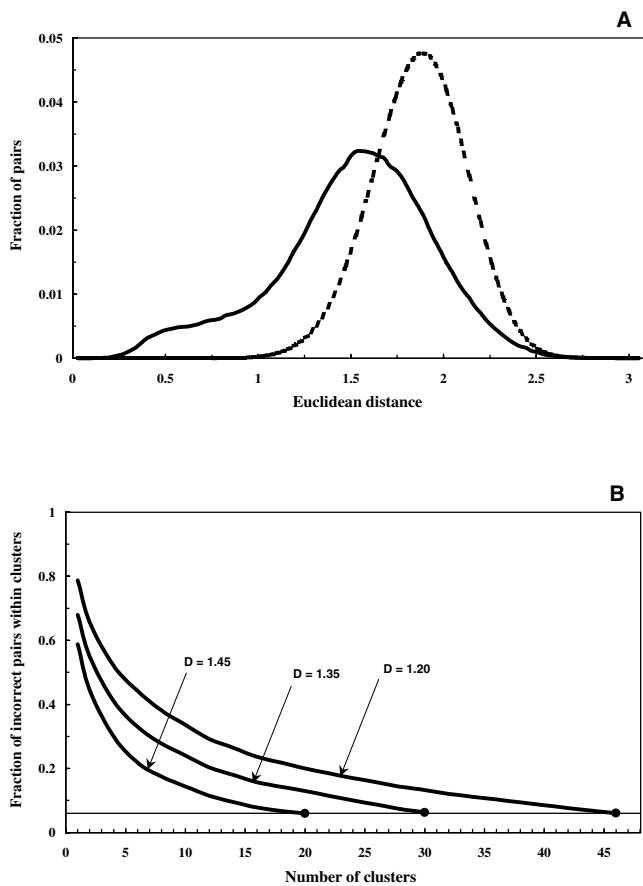 A
0.05
0.04
0.03
0.02
0.01
0
Fraction of pairs
0 0.5 1 1.5 2 2.5 3
Euclidean distance
B
1
0.8
0.6
0.4
0.2
0
Fraction of incorrect pairs within clusters
D = 1.45
D = 1.35
D = 1.20
0 5 10 15 20 25 30 35 40 45
Number of clusters